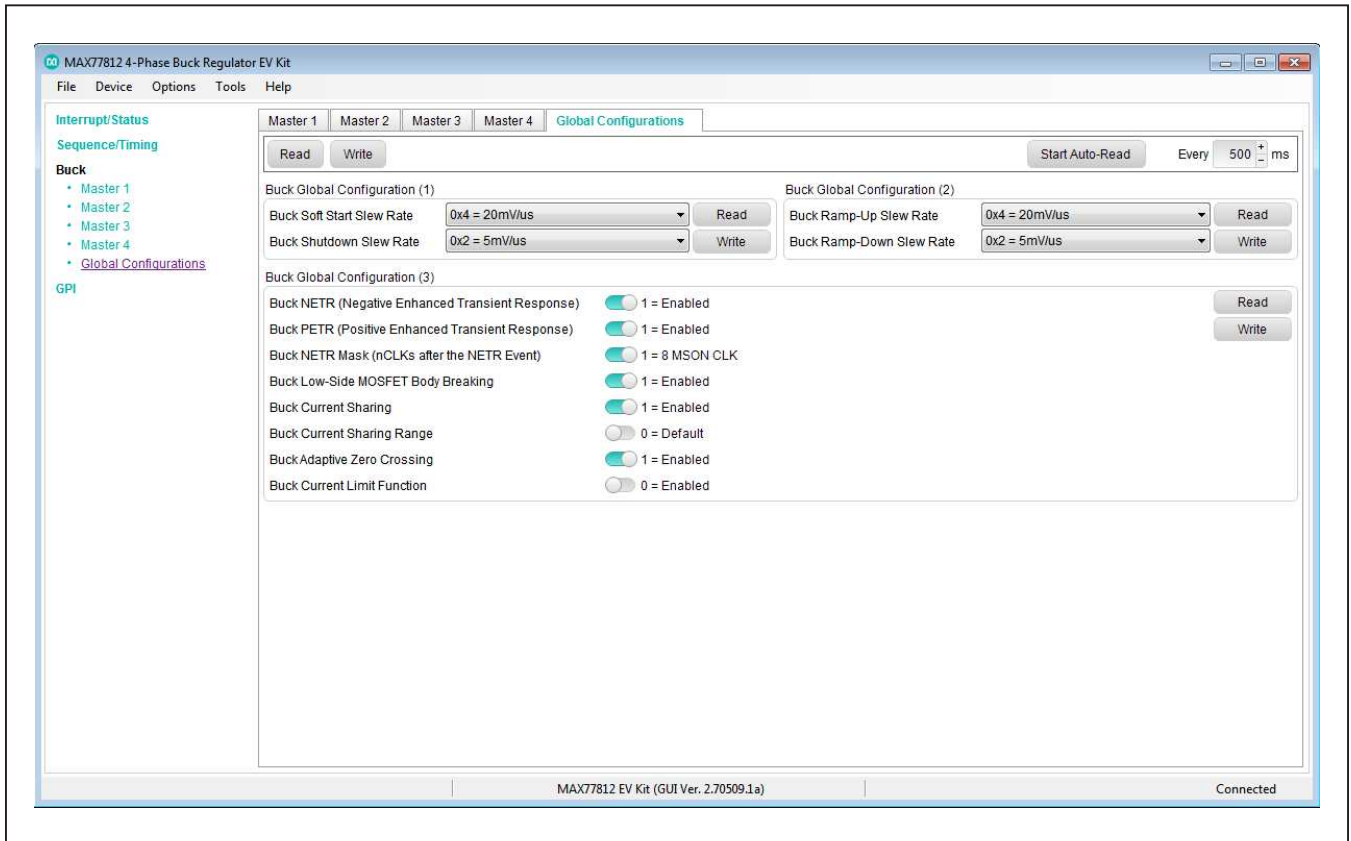 MAX77812 4-Phase Buck Regulator EV Kit
File Device Options Tools Help
Interrupt/Status
Sequence/Timing
Buck
• Master 1
• Master 2
• Master 3
• Master 4
• Global Configurations
GPI
Master 1 Master 2 Master 3 Master 4 Global Configurations
Read Write Start Auto-Read Every 500 + - ms
Buck Global Configuration (1)
Buck Soft Start Slew Rate 0x4 = 20mV/us Read
Buck Shutdown Slew Rate 0x2 = 5mV/us Write
Buck Global Configuration (2)
Buck Ramp-Up Slew Rate 0x4 = 20mV/us Read
Buck Ramp-Down Slew Rate 0x2 = 5mV/us Write
Buck Global Configuration (3)
Buck NETR (Negative Enhanced Transient Response) 1 = Enabled Read
Buck PETR (Positive Enhanced Transient Response) 1 = Enabled Write
Buck NETR Mask (nCLKs after the NETR Event) 1 = 8 MSON CLK
Buck Low-Side MOSFET Body Breaking 1 = Enabled
Buck Current Sharing 1 = Enabled
Buck Current Sharing Range 0 = Default
Buck Adaptive Zero Crossing 1 = Enabled
Buck Current Limit Function 0 = Enabled
MAX77812 EV Kit (GUI Ver. 2.70509.1a) Connected